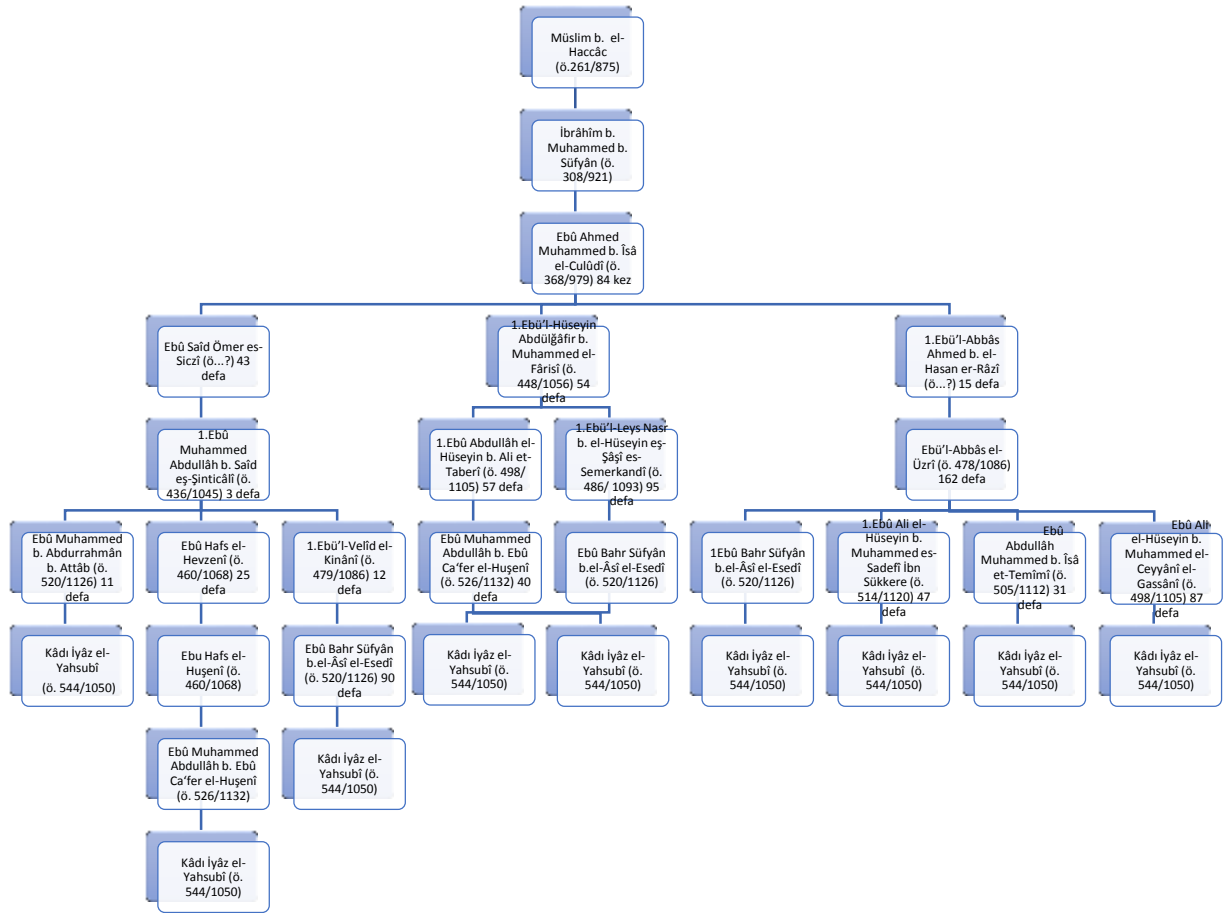 Müslim b. el-
Haccâc
(ö.261/875)
İbrâhîm b.
Muhammed b.
Süfyân (ö.
308/921)
Ebû Ahmed
Muhammed b. Îsâ
el-Culûdî (ö.
368/979) 84 kez
Ebû Saîd Ömer es-
Siczî (ö...?) 43
defa
1.Ebü’l-Hüseyin
Abdülğâfir b.
Muhammed el-
Fârisî (ö.
448/1056) 54
defa
1.Ebü’l-Abbâs
Ahmed b. el-
Hasan er-Râzî
(ö...?) 15 defa
1.Ebû
Muhammed
Abdullâh b. Saîd
eş-Şinticâlî (ö.
436/1045) 3 defa
1.Ebû Abdullâh el-
Hüseyin b. Ali et-
Taberî (ö. 498/
1105) 57 defa
1.Ebü’l-Leys Nasr
b. el-Hüseyin eş-
Şâşî es-
Semerkandî (ö.
486/ 1093) 95
defa
Ebü’l-Abbâs el-
Üzrî (ö. 478/1086)
162 defa
Ebû Muhammed
b. Abdurrahmân
b. Attâb (ö.
520/1126) 11
defa
Ebû Hafs el-
Hevzenî (ö.
460/1068) 25
defa
1.Ebü’l-Velîd el-
Kinânî (ö.
479/1086) 12
defa
Ebû Muhammed
Abdullâh b. Ebû
Ca‘fer el-Huşenî
(ö. 526/1132) 40
defa
Ebû Bahr Süfyân
b.el-Âsî el-Esedî
(ö. 520/1126)
1Ebû Bahr Süfyân
b.el-Âsî el-Esedî
(ö. 520/1126)
1.Ebû Ali el-
Hüseyin b.
Muhammed es-
Sadefî İbn
Sükkere (ö.
514/1120) 47
defa
Ebû
Abdullâh
Muhammed b. Îsâ
et-Temîmî (ö.
505/1112) 31
defa
Ebû Ali
el-Hüseyin b.
Muhammed el-
Ceyyânî el-
Gassânî (ö.
498/1105) 87
defa
Kâdı İyâz el-
Yahsubî
(ö. 544/1050)
Ebu Hafs el-
Huşenî (ö.
460/1068)
Ebû Bahr Süfyân
b.el-Âsî el-Esedî
(ö. 520/1126) 90
defa
Kâdı İyâz el-
Yahsubî (ö.
544/1050)
Kâdı İyâz el-
Yahsubî (ö.
544/1050)
Kâdı İyâz el-
Yahsubî (ö.
544/1050)
Kâdı İyâz el-
Yahsubî (ö.
544/1050)
Kâdı İyâz el-
Yahsubî (ö.
544/1050)
Kâdı İyâz el-
Yahsubî (ö.
544/1050)
Ebû Muhammed
Abdullâh b. Ebû
Ca‘fer el-Huşenî
(ö. 526/1132)
Kâdı İyâz el-
Yahsubî (ö.
544/1050)
Kâdı İyâz el-
Yahsubî (ö.
544/1050)